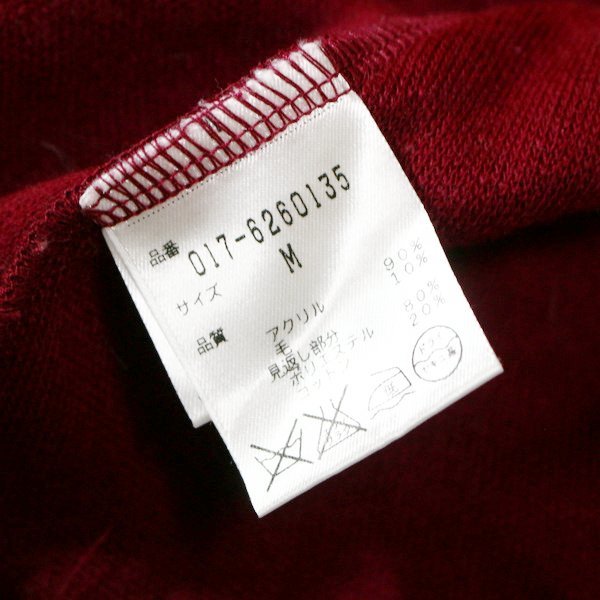 品番 017-6260135
サイズ M
品質 アクリル 90%
毛 10%
見返し部分
ポリエステル 80%
コットン 20%